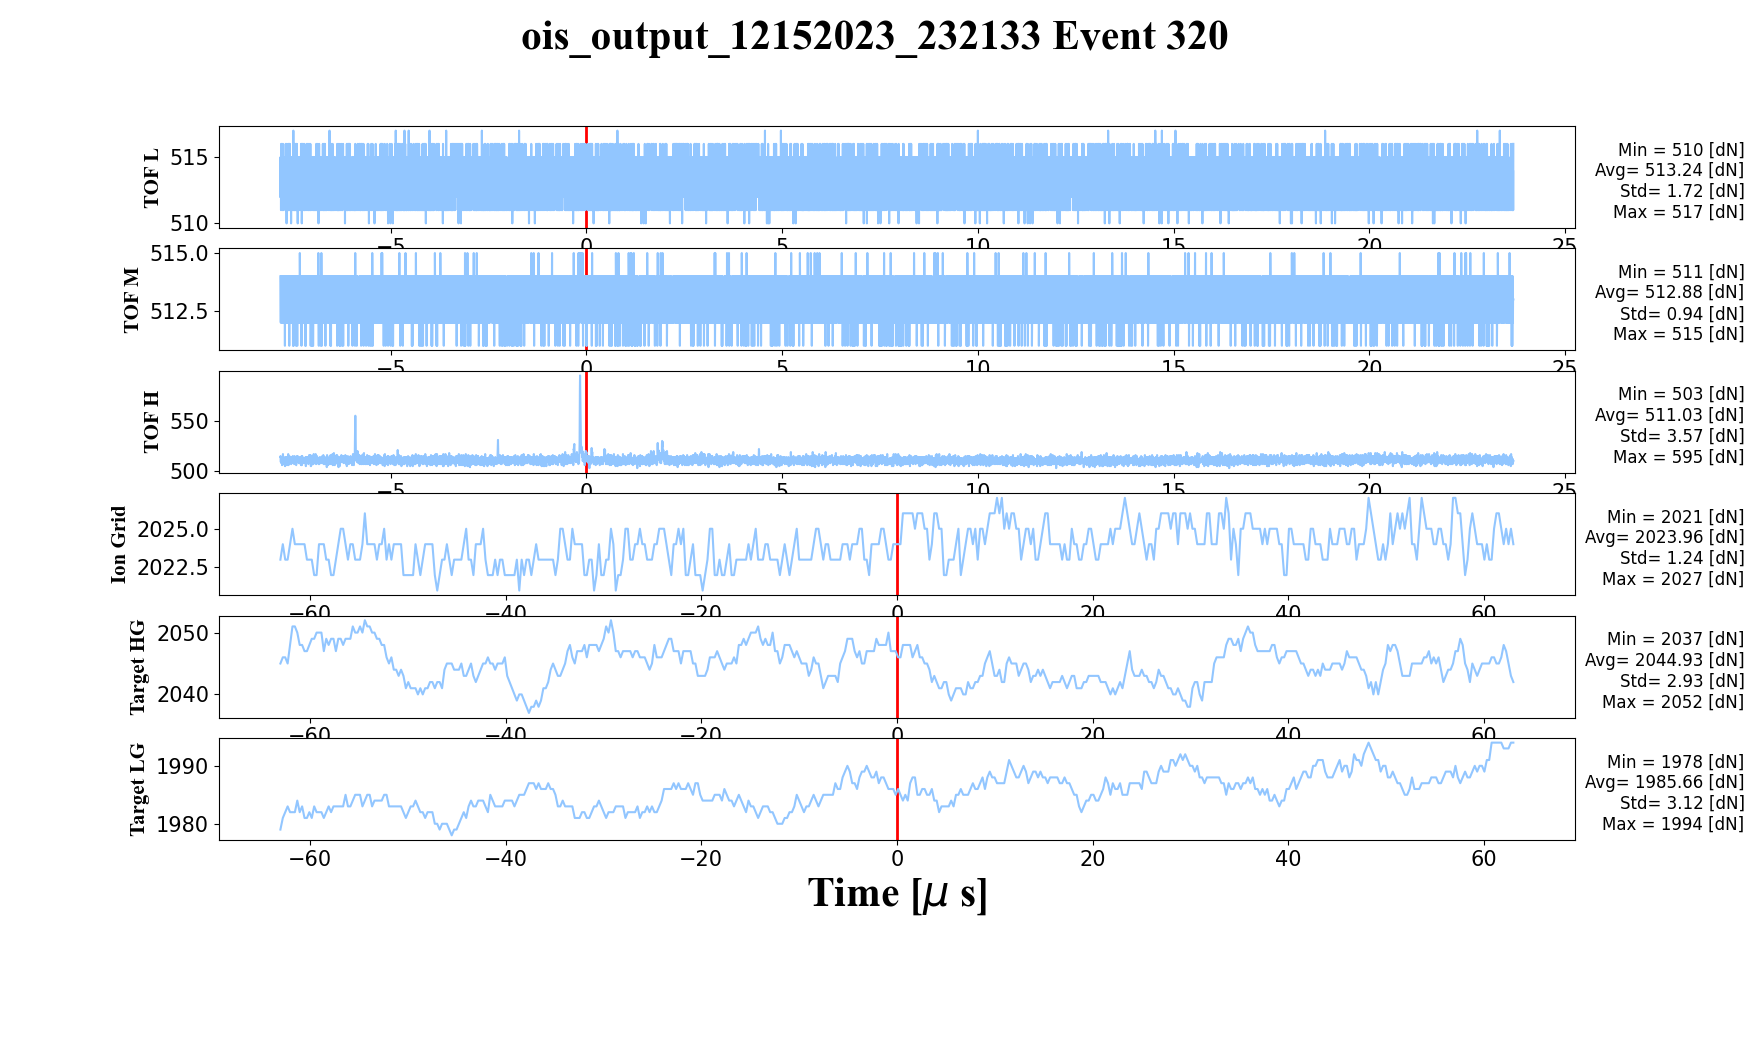 ois_output_12152023_232133 Event 320
TOF L
515
510
−5 0 5 10 15 20 25
Min = 510 [dN]
Avg= 513.24 [dN]
Std= 1.72 [dN]
Max = 517 [dN]
TOF M
515.0
512.5
−5 0 5 10 15 20 25
Min = 511 [dN]
Avg= 512.88 [dN]
Std= 0.94 [dN]
Max = 515 [dN]
TOF H
550
500
−5 0 5 10 15 20 25
Min = 503 [dN]
Avg= 511.03 [dN]
Std= 3.57 [dN]
Max = 595 [dN]
Ion Grid
2025.0
2022.5
−60 −40 −20 0 20 40 60
Min = 2021 [dN]
Avg= 2023.96 [dN]
Std= 1.24 [dN]
Max = 2027 [dN]
Target HG
2050
2040
−60 −40 −20 0 20 40 60
Min = 2037 [dN]
Avg= 2044.93 [dN]
Std= 2.93 [dN]
Max = 2052 [dN]
Target LG
1990
1980
−60 −40 −20 0 20 40 60
Min = 1978 [dN]
Avg= 1985.66 [dN]
Std= 3.12 [dN]
Max = 1994 [dN]
Time [μ s]